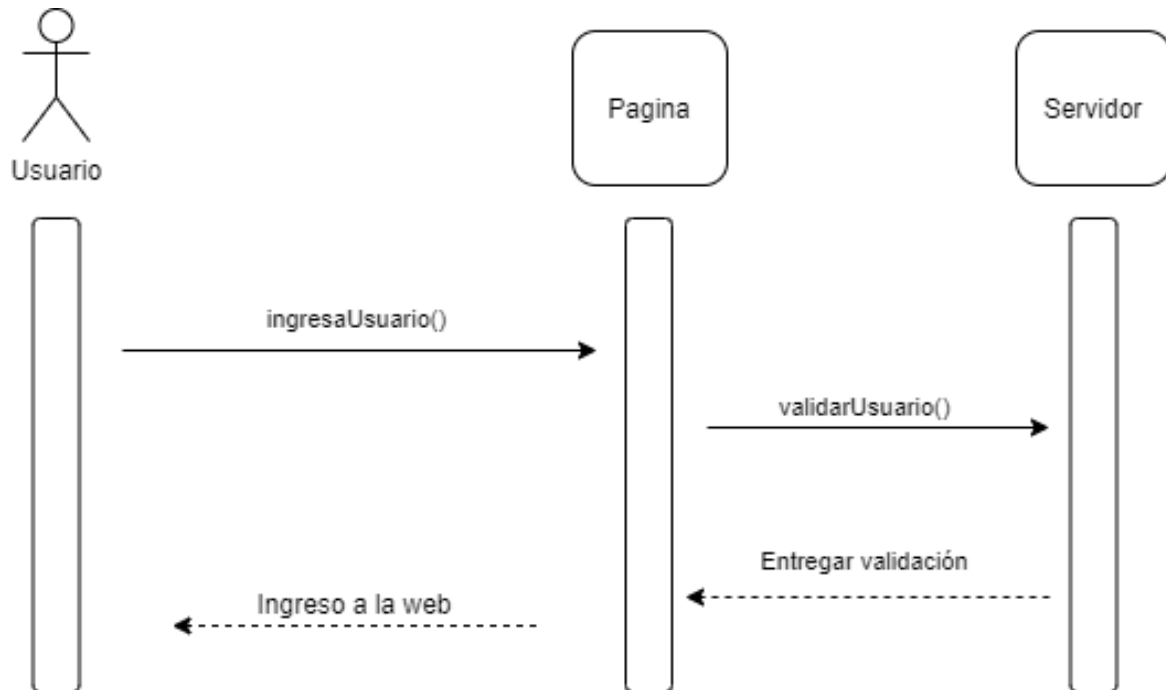 Usuario
Pagina
Servidor
ingresaUsuario()
validarUsuario()
Entregar validación
Ingreso a la web